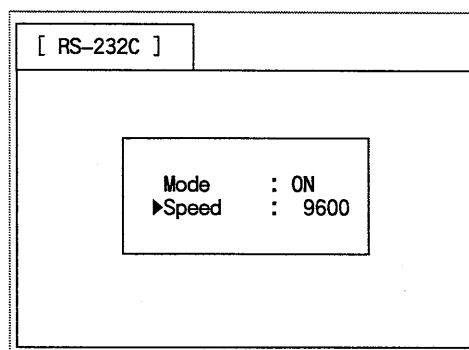 [ RS-232C ]
Mode : ON
▶Speed : 9600